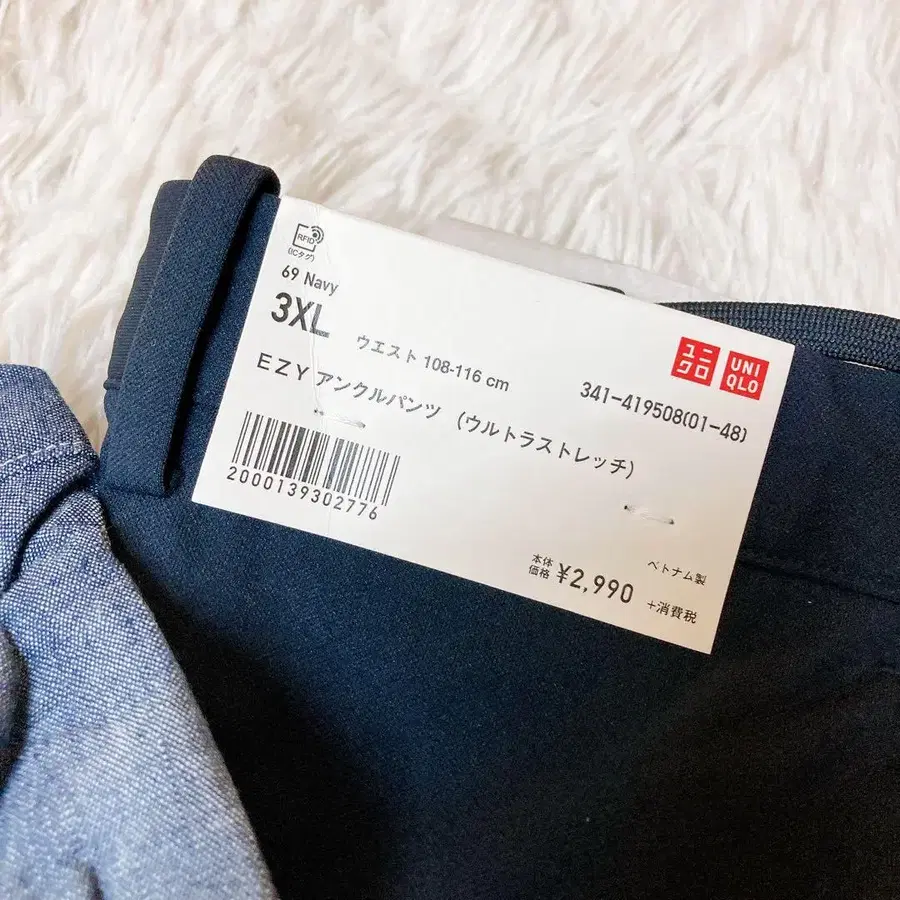 RFID
(ICタグ)
69 Navy
3XL
ウエスト 108-116 cm
EZY アンクルパンツ (ウルトラストレッチ)
341-419508(01-48)
ユニ
クロ
UNI
QLO
2000139302776
本体
価格 ¥2,990 +消費税
ベトナム製